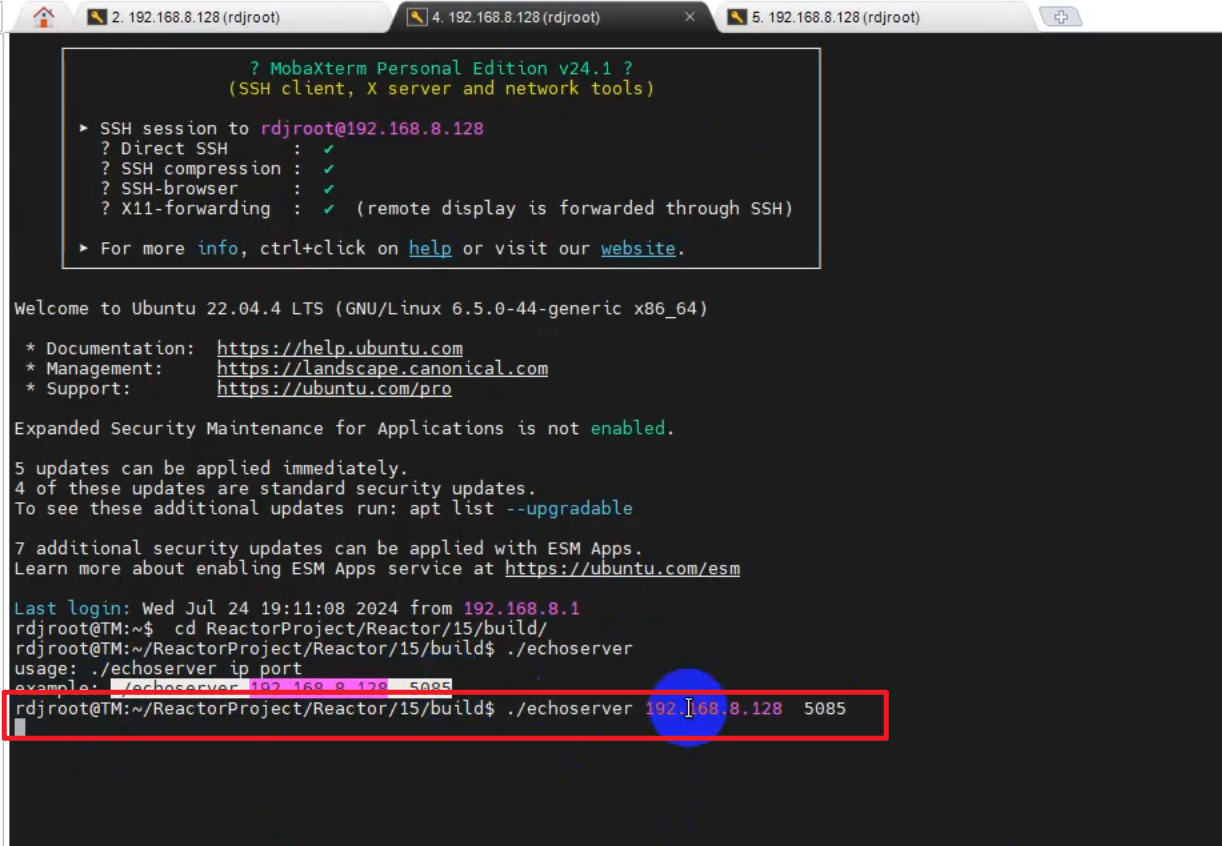 2. 192.168.8.128 (rdjroot)
4. 192.168.8.128 (rdjroot)
5. 192.168.8.128 (rdjroot)
? MobaXterm Personal Edition v24.1 ?
(SSH client, X server and network tools)
➤ SSH session to rdjroot@192.168.8.128
? Direct SSH : ✔
? SSH compression : ✔
? SSH-browser : ✔
? X11-forwarding : ✔ (remote display is forwarded through SSH)
➤ For more info, ctrl+click on help or visit our website.
Welcome to Ubuntu 22.04.4 LTS (GNU/Linux 6.5.0-44-generic x86_64)
* Documentation: https://help.ubuntu.com
* Management: https://landscape.canonical.com
* Support: https://ubuntu.com/pro
Expanded Security Maintenance for Applications is not enabled.
5 updates can be applied immediately.
4 of these updates are standard security updates.
To see these additional updates run: apt list --upgradable
7 additional security updates can be applied with ESM Apps.
Learn more about enabling ESM Apps service at https://ubuntu.com/esm
Last login: Wed Jul 24 19:11:08 2024 from 192.168.8.1
rdjroot@TM:~$ cd ReactorProject/Reactor/15/build/
rdjroot@TM:~/ReactorProject/Reactor/15/build$ ./echoserver
usage: ./echoserver ip port
example: ./echoserver 192.168.8.128 5085
rdjroot@TM:~/ReactorProject/Reactor/15/build$ ./echoserver 192.168.8.128 5085